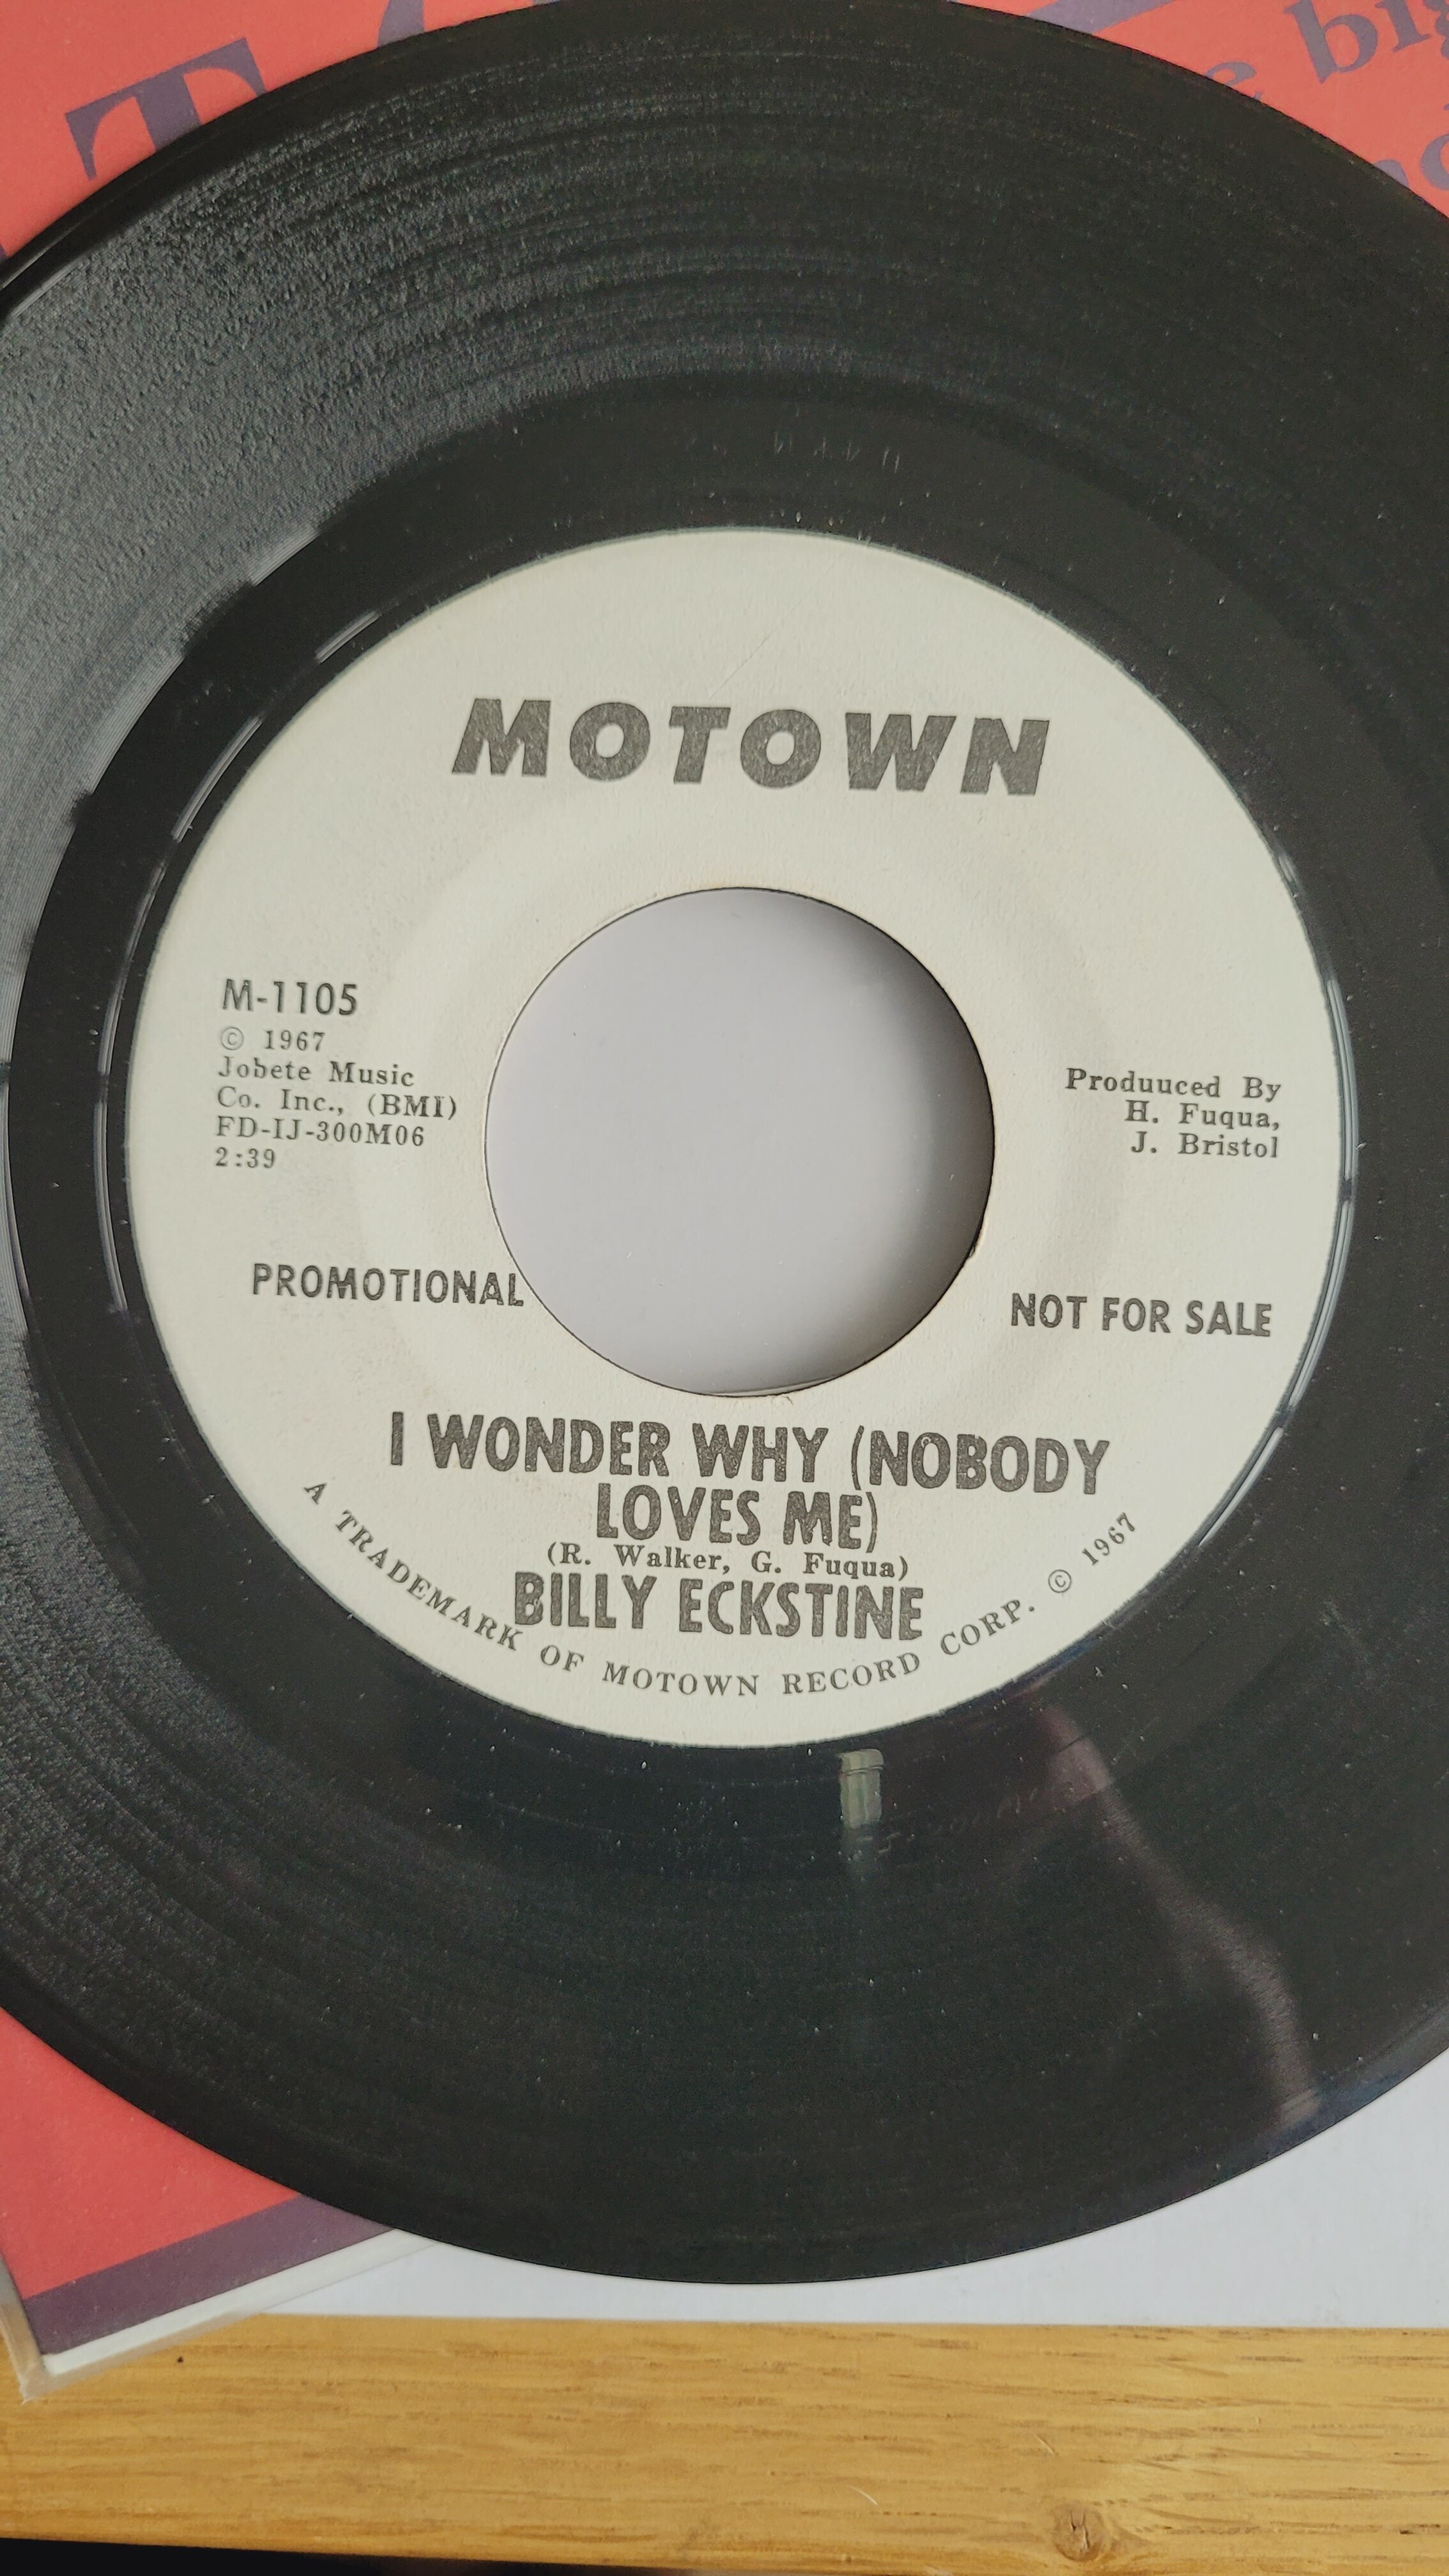 big
MOTOWN
M-1105
© 1967
Jobete Music
Co. Inc., (BMI)
FD-IJ-300M06
2:39
Produuced By
H. Fuqua,
J. Bristol
PROMOTIONAL
NOT FOR SALE
I WONDER WHY (NOBODY
LOVES ME)
(R. Walker, G. Fuqua)
BILLY ECKSTINE
A TRADEMARK OF MOTOWN RECORD CORP. © 1967